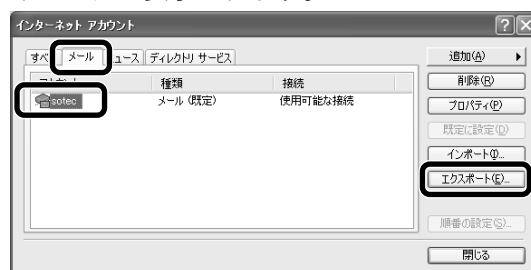 インターネット アカウント
メール
ュース
ディレクトリ サービス
種類
接続
sotec
メール (既定)
使用可能な接続
追加(A)
削除(R)
プロパティ(P)
既定に設定(D)
インポート(I)...
エクスポート(E)...
順番の設定(S)...
閉じる